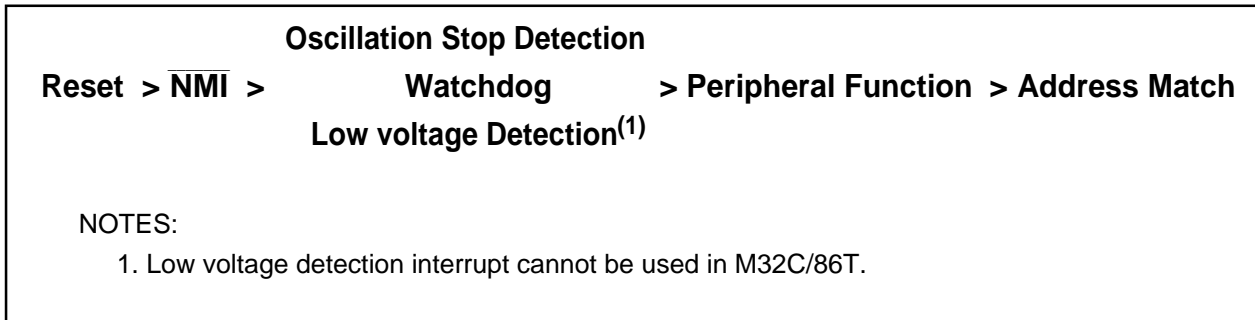 Oscillation Stop Detection
Reset > NMI > Watchdog > Peripheral Function > Address Match
Low voltage Detection(1)
NOTES:
1. Low voltage detection interrupt cannot be used in M32C/86T.